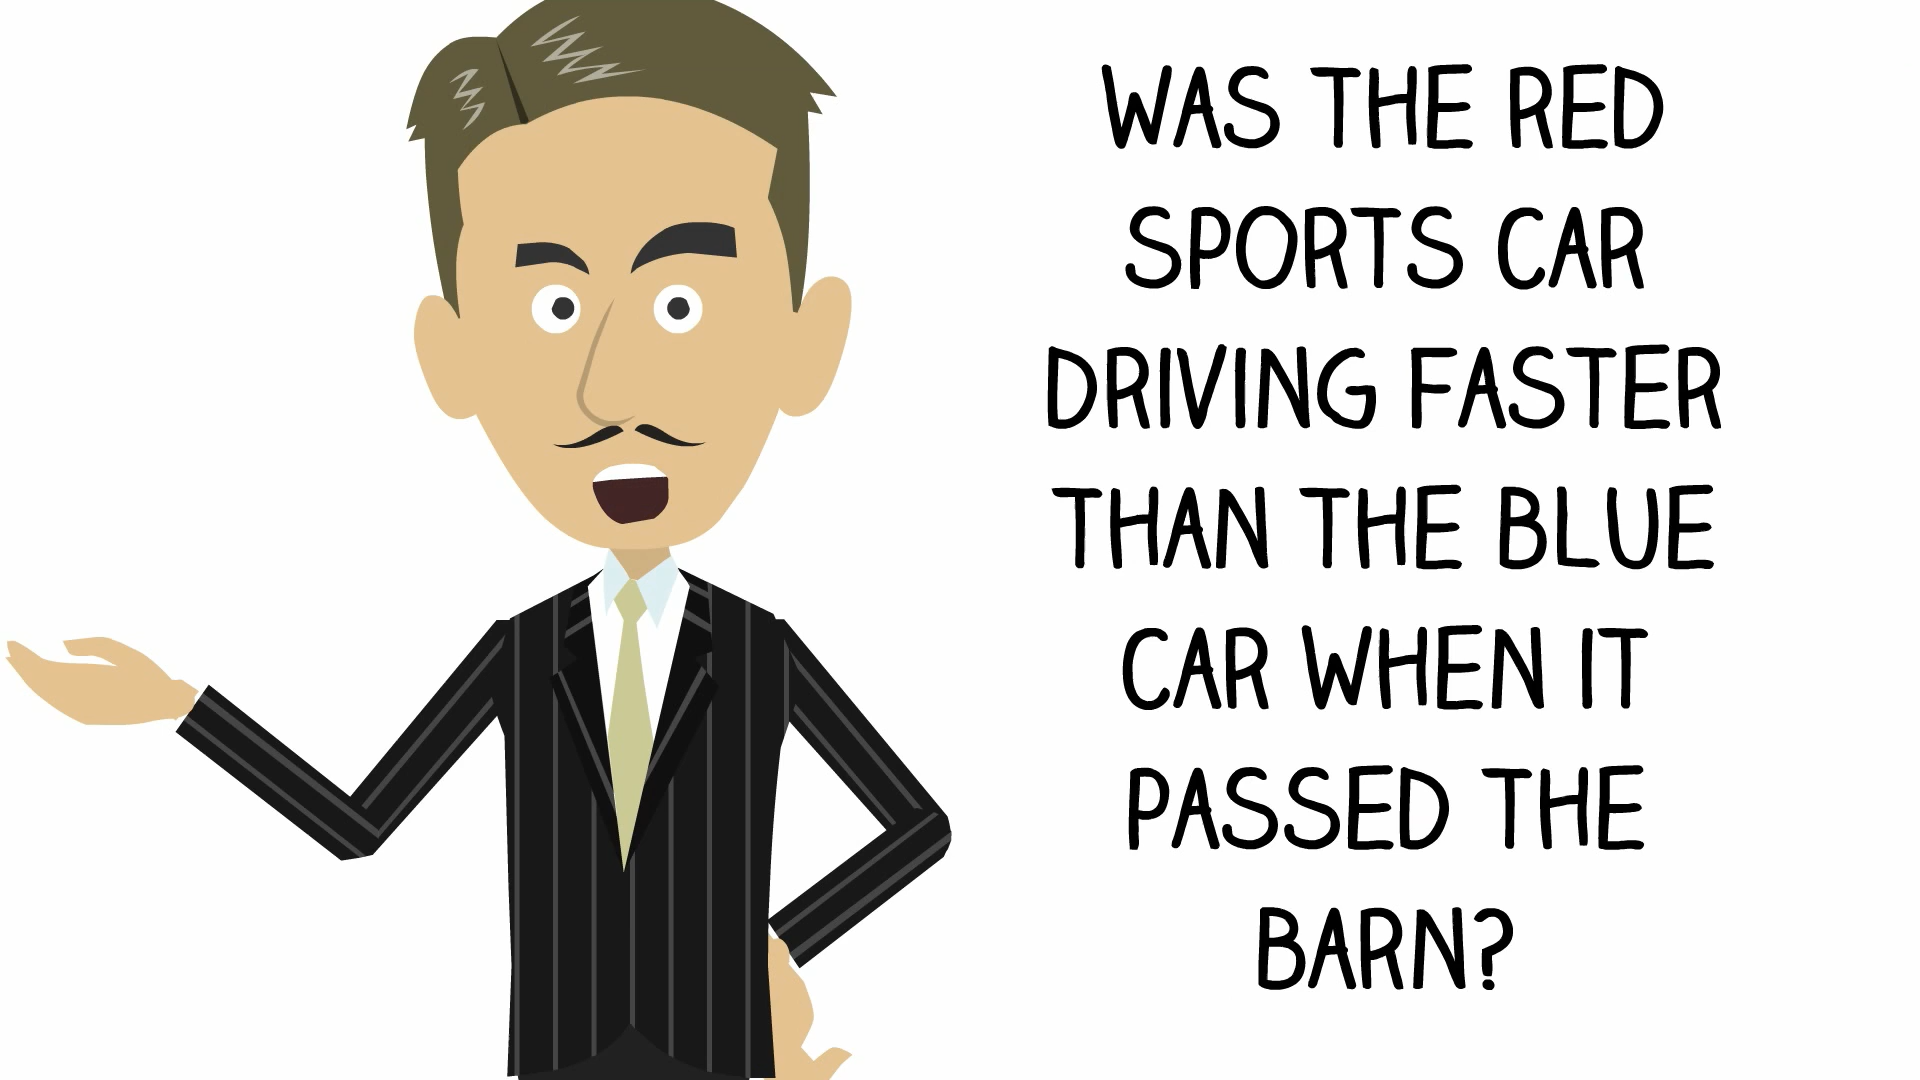 WAS THE RED
SPORTS CAR
DRIVING FASTER
THAN THE BLUE
CAR WHEN IT
PASSED THE
BARN?